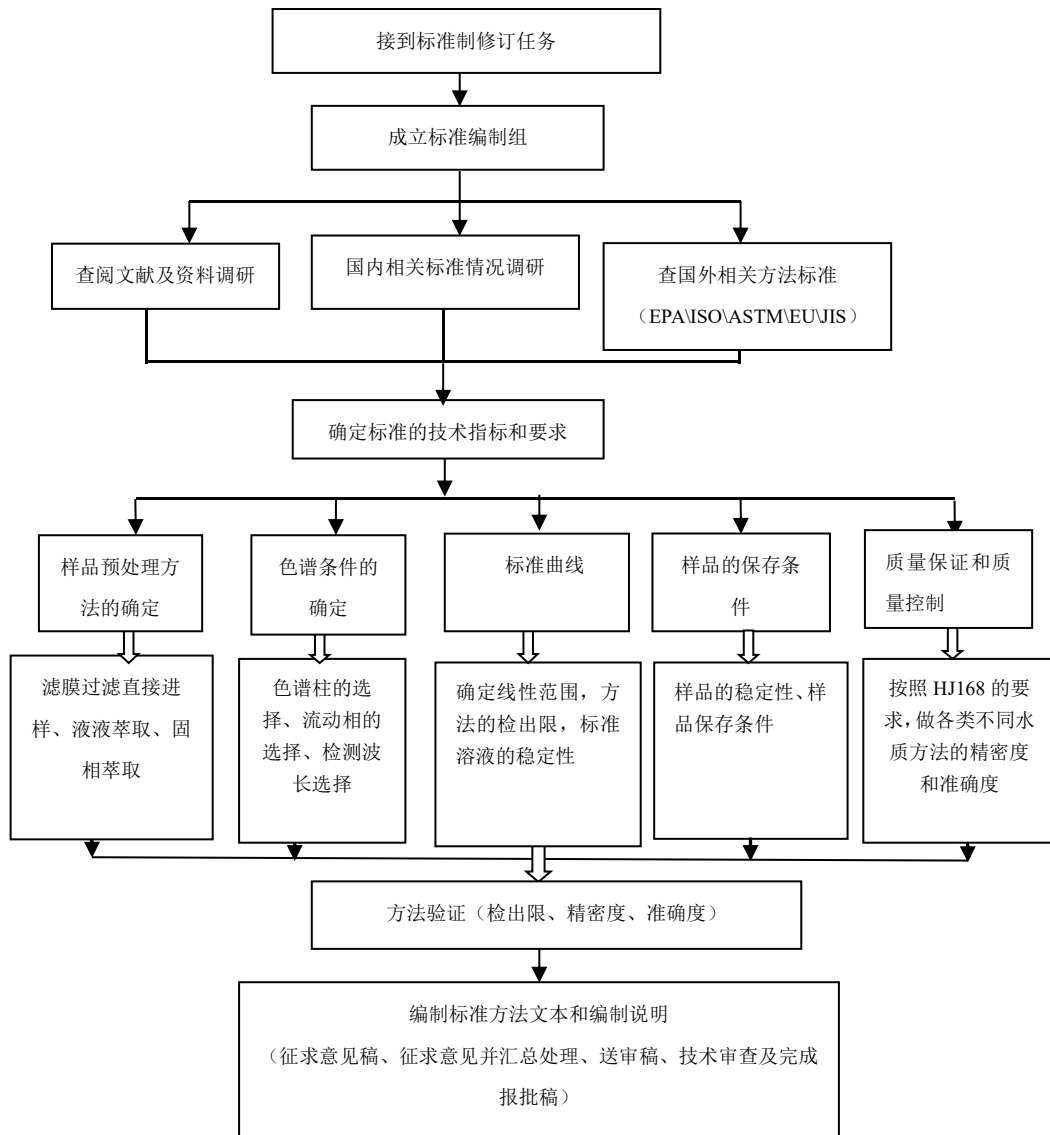 接到标准制修订任务
成立标准编制组
查阅文献及资料调研
国内相关标准情况调研
查国外相关方法标准
（EPA\ISO\ASTM\EU\JIS）
确定标准的技术指标和要求
样品预处理方
法的确定
色谱条件的
确定
标准曲线
样品的保存条
件
质量保证和质
量控制
滤膜过滤直接进
样、液液萃取、固
相萃取
色谱柱的选
择、流动相的
选择、检测波
长选择
确定线性范围，方
法的检出限，标准
溶液的稳定性
样品的稳定性、样
品保存条件
按照 HJ168 的要
求，做各类不同水
质方法的精密度
和准确度
方法验证（检出限、精密度、准确度）
编制标准方法文本和编制说明
（征求意见稿、征求意见并汇总处理、送审稿、技术审查及完成
报批稿）